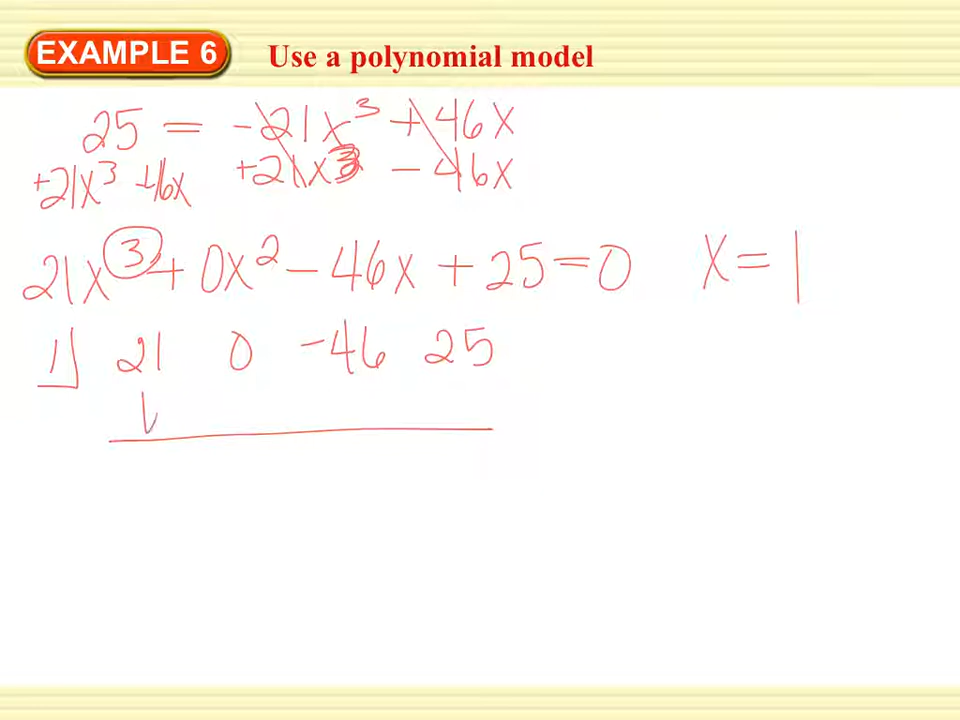 EXAMPLE 6 Use a polynomial model
25 = -21x³ + 46x
+21x³ -46x +21x³ - 46x
21x³ + 0x² - 46x + 25 = 0 x = 1
1 21 0 -46 25